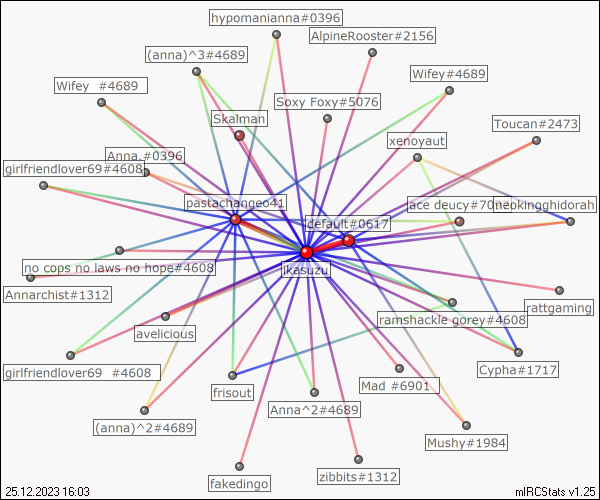 hypomanianna#0396
AlpineRooster#2156
(anna)^3#4689
Wifey #4689
Wifey#4689
Soxy Foxy#5076
Skalman
Toucan#2473
xenoyaut
Anna.#0396
girlfriendlover69#4608
pastachangeo41
ace deucy#70
neokingghidorah
default#0617
jkasuzu
no cops no laws no hope#4608
Annarchist#1312
rattgaming
ramshackle gorey#4608
avelicious
Cypha#1717
girlfriendlover69 #4608
frisout
Mad #6901
Anna^2#4689
(anna)^2#4689
Mushy#1984
fakedingo
zibbits#1312
25.12.2023 16:03
mIRCStats v1.25